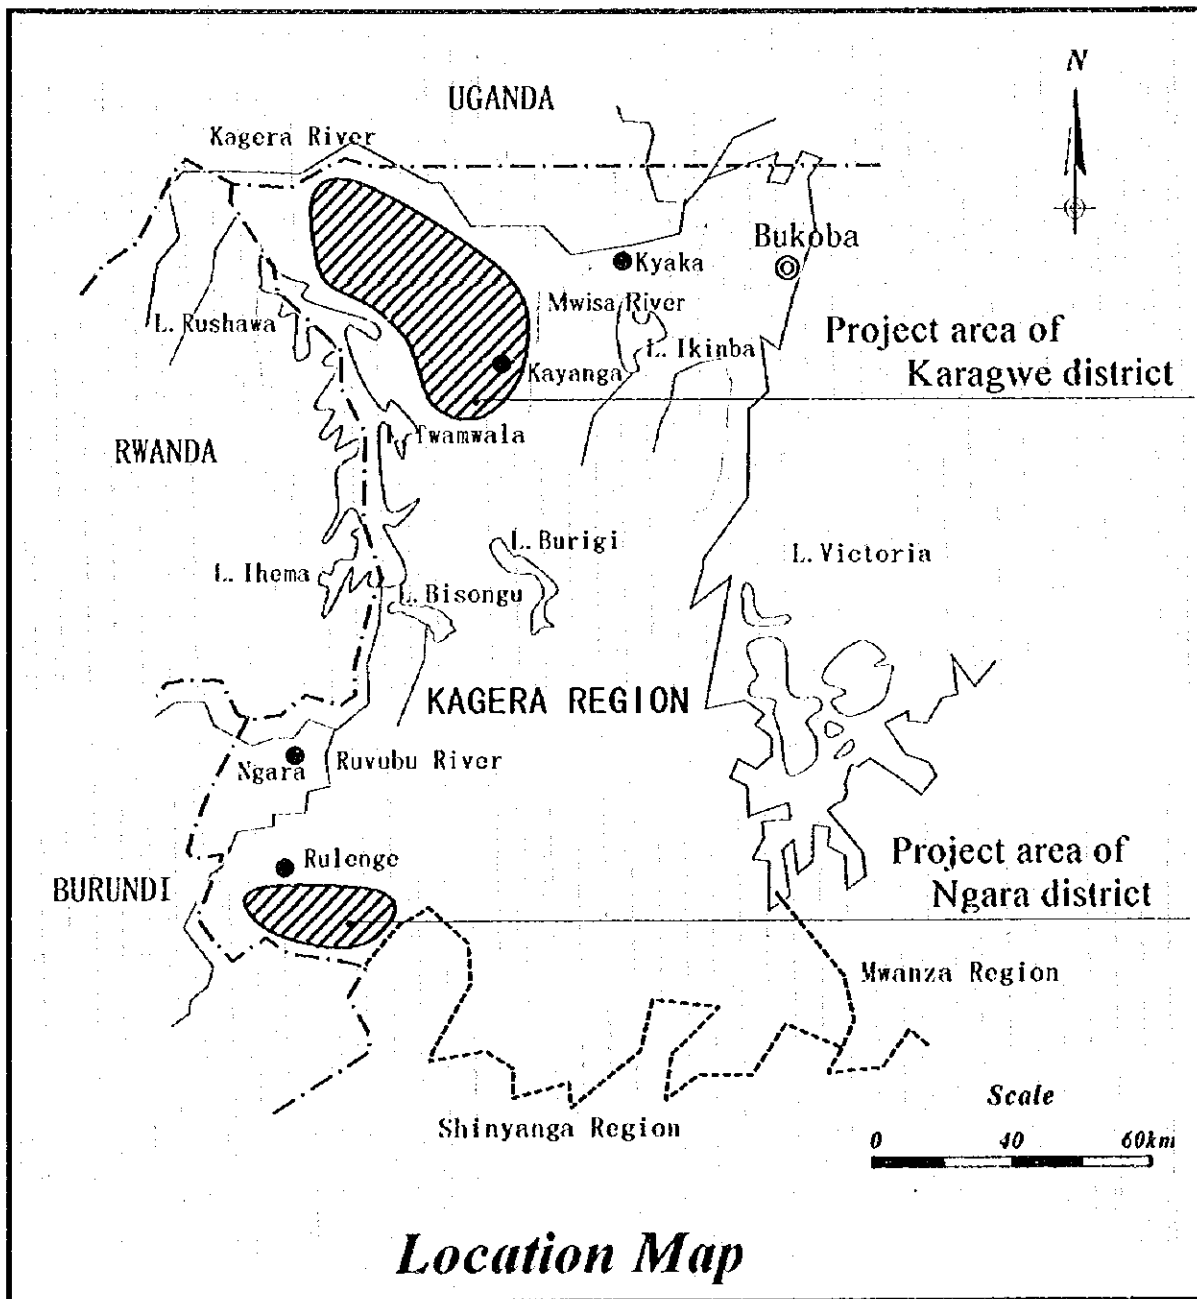 UGANDA
N
Kagera River
Bukoba
Kyaka
Mwisa River
L. Rushawa
Project area of
Karagwe district
L. Ikinba
Kayanga
Twamwala
RWANDA
L. Burigi
L. Victoria
L. Ihema
L. Bisongu
KAGERA REGION
Ngara
Ruvubu River
Rulenge
Project area of
Ngara district
BURUNDI
Mwanza Region
Scale
Shinyanga Region
0 40 60km
Location Map